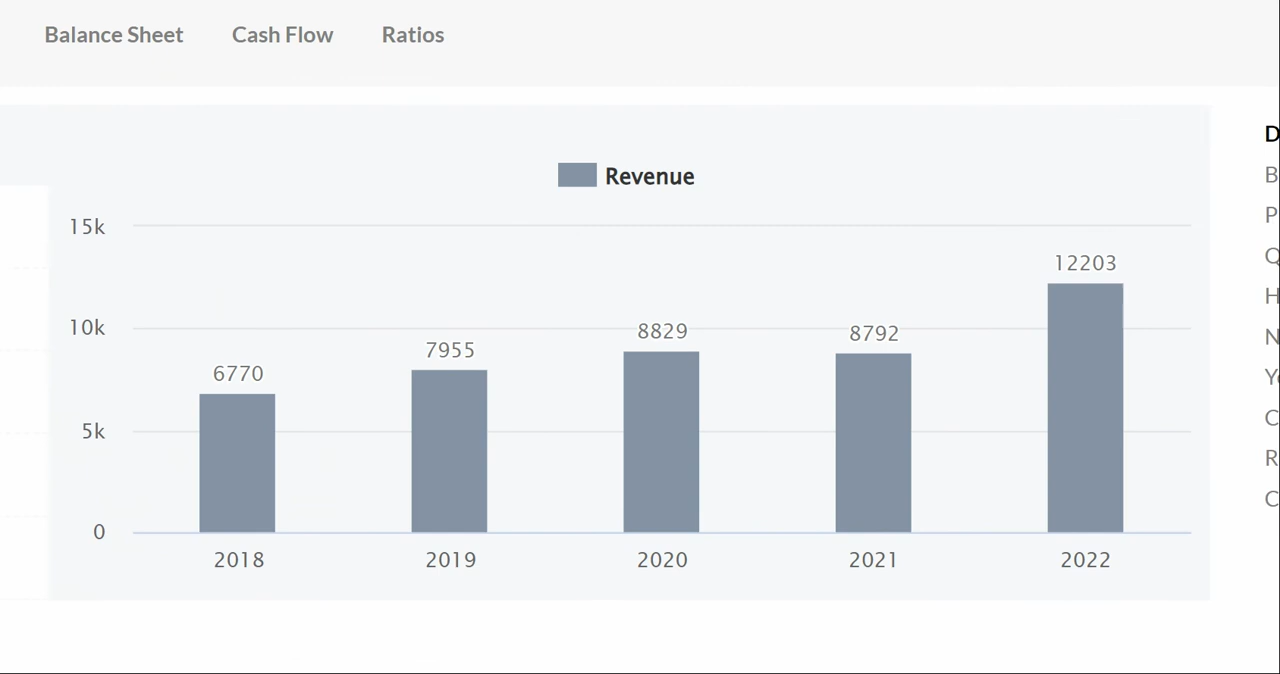 Balance Sheet Cash Flow Ratios
Revenue
15k
10k
5k
0
6770
7955
8829
8792
12203
2018 2019 2020 2021 2022
D
B
P
Q
H
N
Y
C
R
C